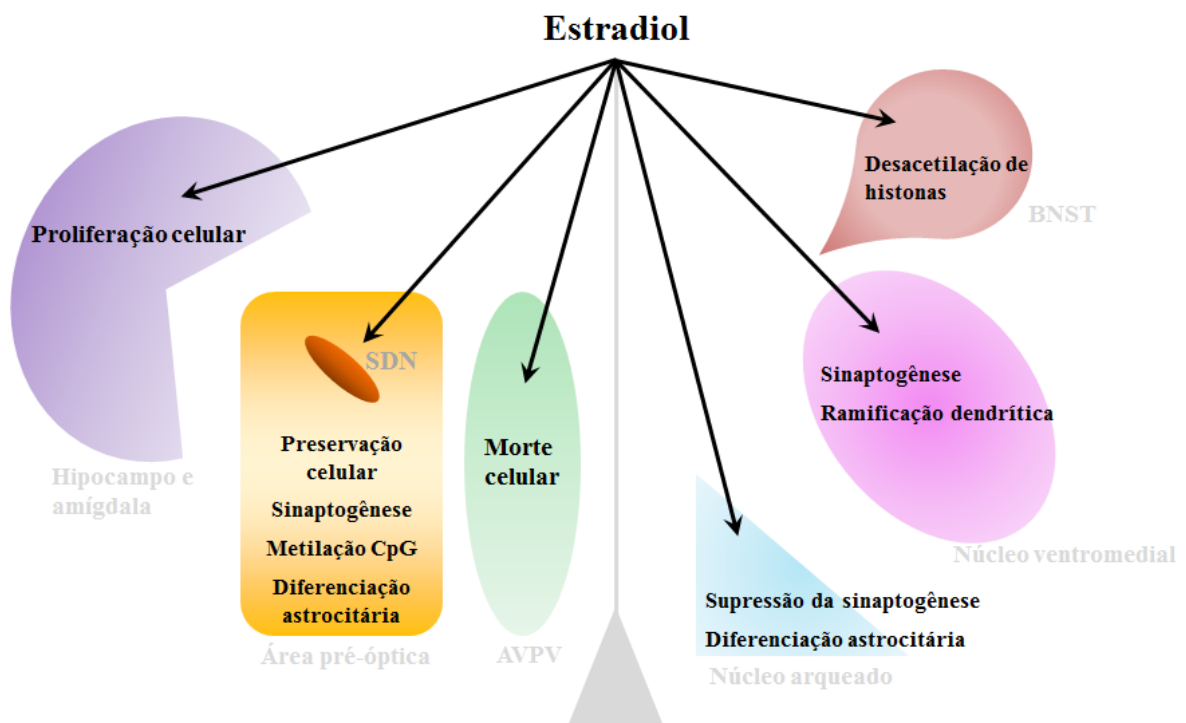 Estradiol
Proliferação celular
Hipocampo e
amígdala
SDN
Preservação
celular
Sinaptogênese
Metilação CpG
Diferenciação
astrocitária
Área pré-óptica
Morte
celular
AVPV
Desacetilação de
histonas
BNST
Sinaptogênese
Ramificação dendrítica
Núcleo ventromedial
Supressão da sinaptogênese
Diferenciação astrocitária
Núcleo arqueado